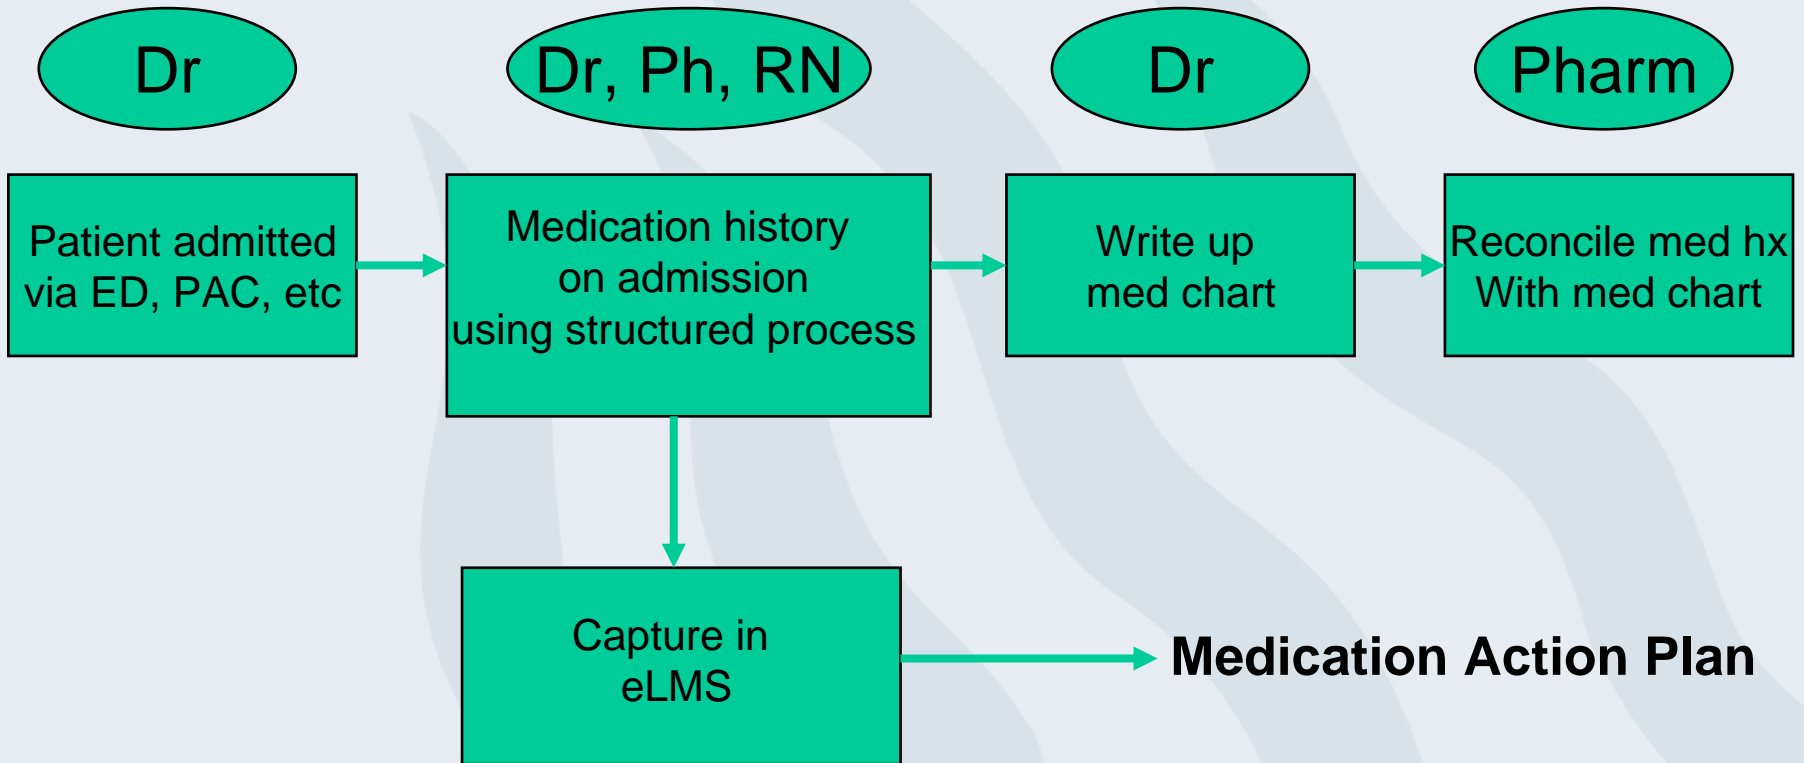 Dr
Dr, Ph, RN
Dr
Pharm
Patient admitted
via ED, PAC, etc
Medication history
on admission
using structured process
Write up
med chart
Reconcile med hx
With med chart
Capture in
eLMS
Medication Action Plan